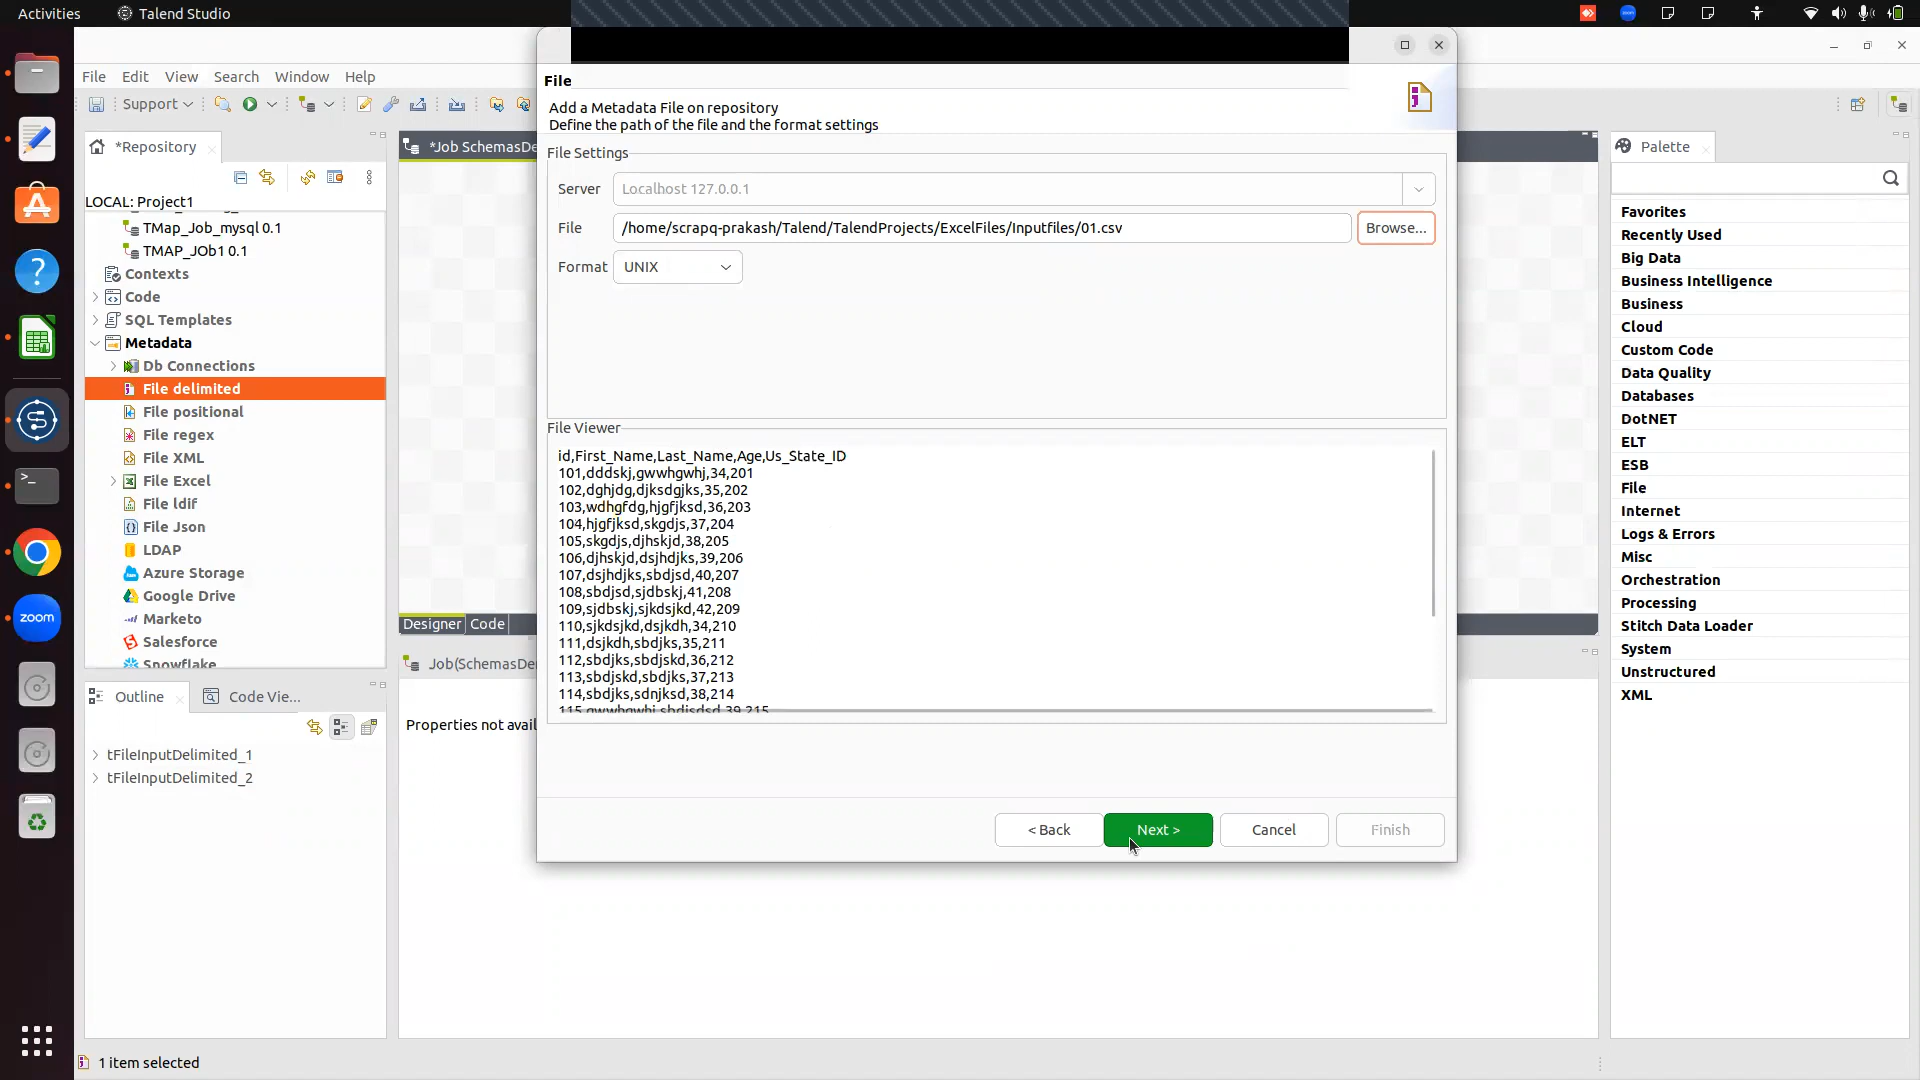 Activities
Talend Studio
File Edit View Search Window Help
Support
*Repository
LOCAL: Project1
TMap_Job_mysql 0.1
TMAP_JOb1 0.1
Contexts
Code
SQL Templates
Metadata
Db Connections
File delimited
File positional
File regex
File XML
File Excel
File ldif
File Json
LDAP
Azure Storage
Google Drive
Marketo
Salesforce
Snowflake
Outline
Code Vie...
tFileInputDelimited_1
tFileInputDelimited_2
1 item selected
*Job SchemasDe
Designer Code
Job(SchemasDe
Properties not avail
File
Add a Metadata File on repository
Define the path of the file and the format settings
File Settings
Server Localhost 127.0.0.1
File /home/scrapq-prakash/Talend/TalendProjects/ExcelFiles/Inputfiles/01.csv Browse...
Format UNIX
File Viewer
id,First_Name,Last_Name,Age,Us_State_ID
101,dddskj,gwwhgwhj,34,201
102,dghjdg,djksdgjks,35,202
103,wdhgfdg,hjgfjksd,36,203
104,hjgfjksd,skgdjs,37,204
105,skgdjs,djhskjd,38,205
106,djhskjd,dsjhdjks,39,206
107,dsjhdjks,sbdjsd,40,207
108,sbdjsd,sjdbskj,41,208
109,sjdbskj,sjkdsjkd,42,209
110,sjkdsjkd,dsjkdh,34,210
111,dsjkdh,sbdjks,35,211
112,sbdjks,sbdjskd,36,212
113,sbdjskd,sbdjks,37,213
114,sbdjks,sdnjksd,38,214
115,gwwhgwhj,sbdjsdsd,39,215
< Back Next > Cancel Finish
Palette
Favorites
Recently Used
Big Data
Business Intelligence
Business
Cloud
Custom Code
Data Quality
Databases
DotNET
ELT
ESB
File
Internet
Logs & Errors
Misc
Orchestration
Processing
Stitch Data Loader
System
Unstructured
XML
zoom